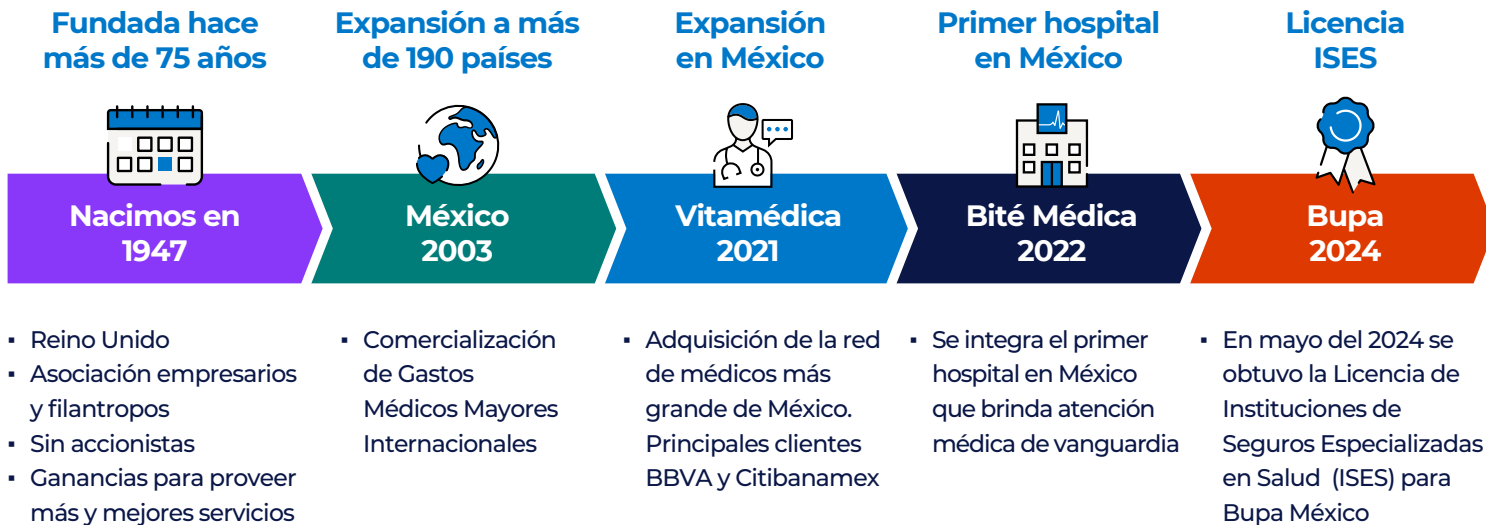 Fundada hace
más de 75 años
Nacimos en
1947
▪ Reino Unido
▪ Asociación empresarios
y filantropos
▪ Sin accionistas
▪ Ganancias para proveer
más y mejores servicios
Expansión a más
de 190 países
México
2003
▪ Comercialización
de Gastos
Médicos Mayores
Internacionales
Expansión
en México
Vitamédica
2021
▪ Adquisición de la red
de médicos más
grande de México.
Principales clientes
BBVA y Citibanamex
Primer hospital
en México
Bité Médica
2022
▪ Se integra el primer
hospital en México
que brinda atención
médica de vanguardia
Licencia
ISES
Bupa
2024
▪ En mayo del 2024 se
obtuvo la Licencia de
Instituciones de
Seguros Especializadas
en Salud (ISES) para
Bupa México